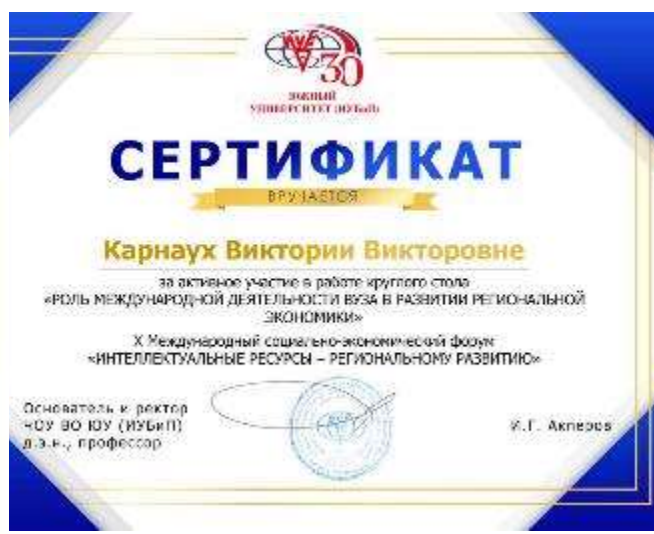 30
ЮЖНЫЙ
УНИВЕРСИТЕТ (ИУБиП)
СЕРТИФИКАТ
ВРУЧАЕТСЯ
Карнаух Виктории Викторовне
за активное участие в работе круглого стола
«РОЛЬ МЕЖДУНАРОДНОЙ ДЕЯТЕЛЬНОСТИ ВУЗА В РАЗВИТИИ РЕГИОНАЛЬНОЙ
ЭКОНОМИКИ»
X Международный социально-экономический форум
«ИНТЕЛЛЕКТУАЛЬНЫЕ РЕСУРСЫ – РЕГИОНАЛЬНОМУ РАЗВИТИЮ»
Основатель и ректор
ЧОУ ВО ЮУ (ИУБиП)
д.э.н., профессор
И.Г. Акперов